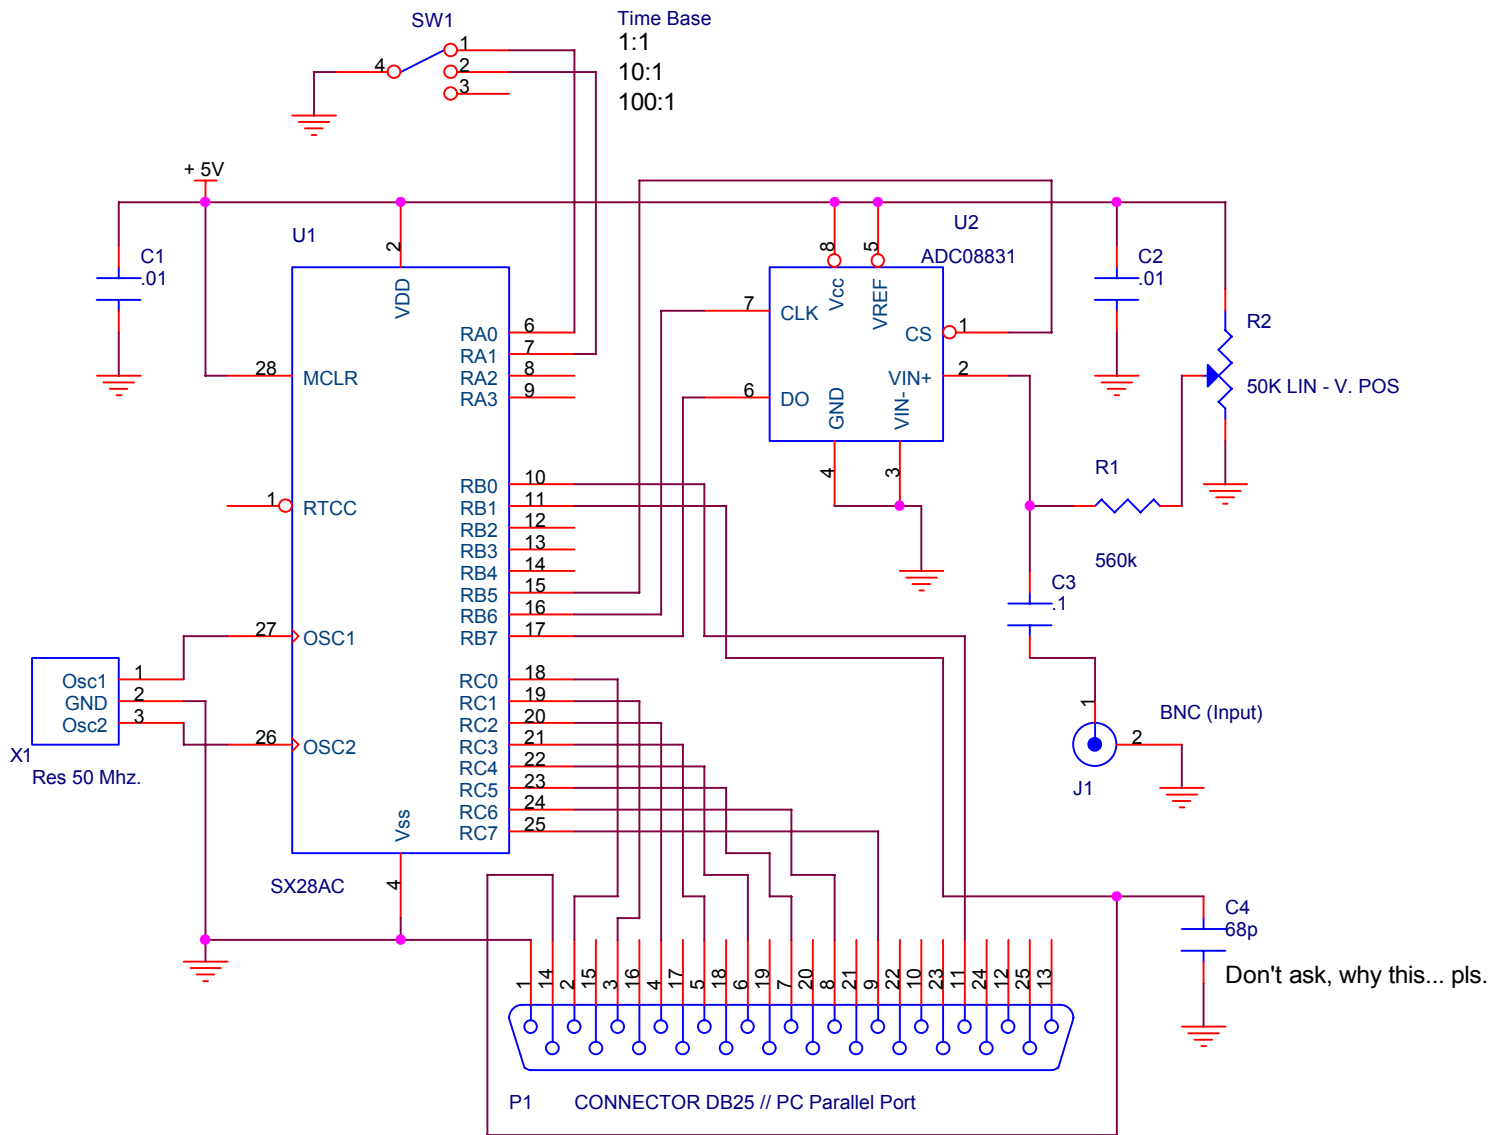 SW1
Time Base
1:1
10:1
100:1
1
2
3
4
+ 5V
U1
C1
.01
2
VDD
28
MCLR
1
RTCC
27
OSC1
26
OSC2
Vss
4
SX28AC
RA0
6
RA1
7
RA2
8
RA3
9
RB0
10
RB1
11
RB2
12
RB3
13
RB4
14
RB5
15
RB6
16
RB7
17
RC0
18
RC1
19
RC2
20
RC3
21
RC4
22
RC5
23
RC6
24
RC7
25
U2
ADC08831
8
Vcc
5
VREF
7
CLK
6
DO
CS
1
VIN+
2
GND
4
VIN-
3
C2
.01
R2
50K LIN - V. POS
R1
560k
C3
.1
1
BNC (Input)
2
J1
Osc1
1
GND
2
Osc2
3
X1
Res 50 Mhz.
C4
68p
Don't ask, why this... pls.
1
14
2
15
3
16
4
17
5
18
6
19
7
20
8
21
9
22
10
23
11
24
12
25
13
P1
CONNECTOR DB25 // PC Parallel Port